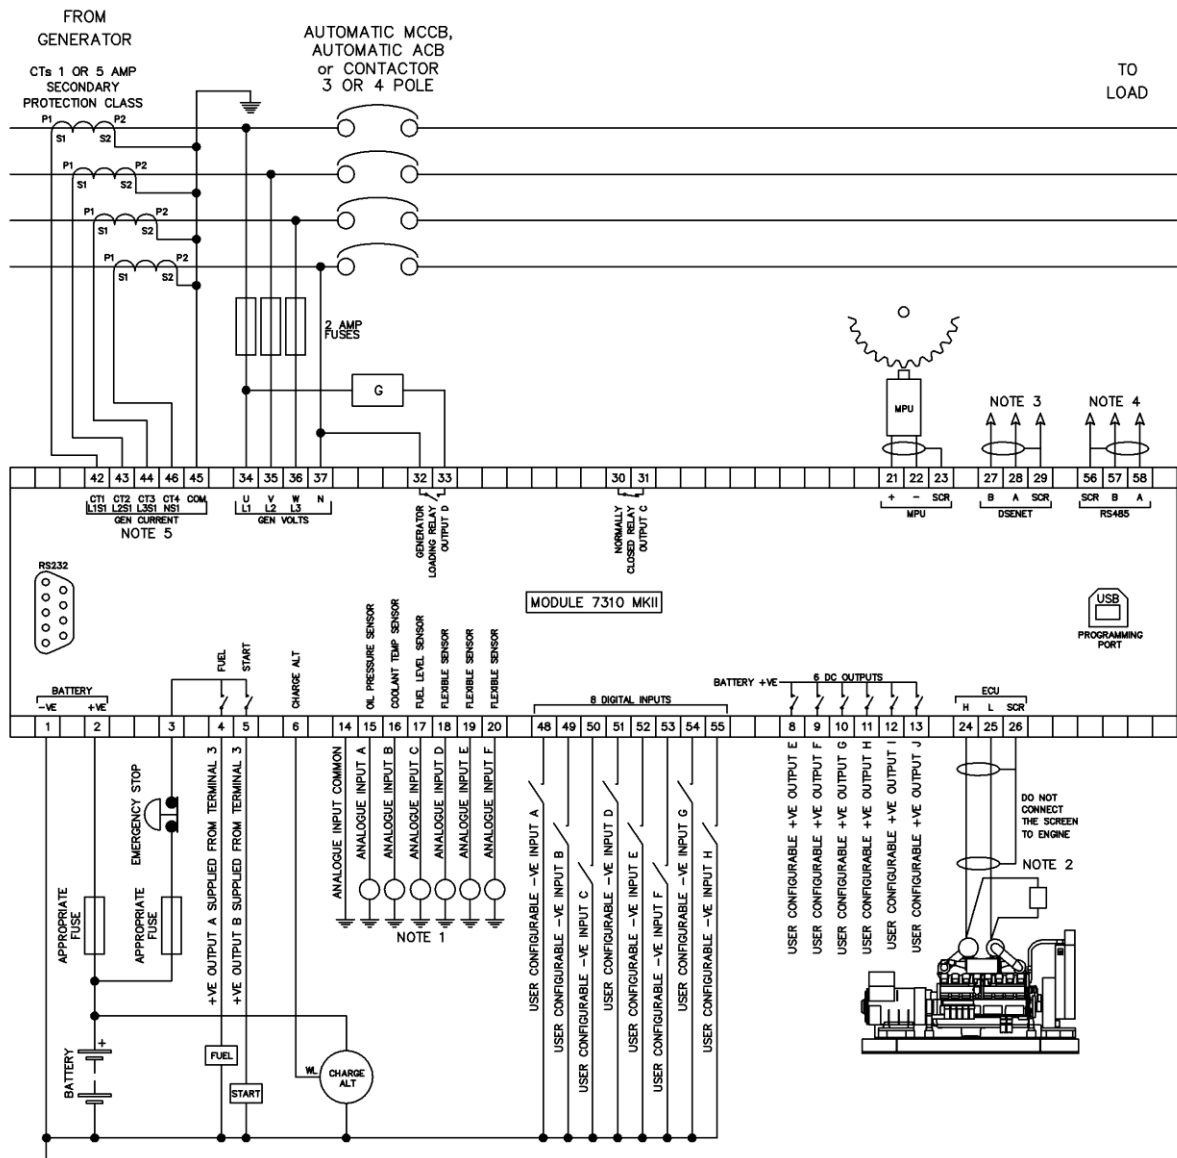 FROM
GENERATOR
CTs 1 OR 5 AMP
SECONDARY
PROTECTION CLASS
AUTOMATIC MCCB,
AUTOMATIC ACB
or CONTACTOR
3 OR 4 POLE
TO
LOAD
P1 P2
S1 S2
P1 P2
S1 S2
P1 P2
S1 S2
P1 P2
S1 S2
2 AMP
FUSES
G
MPU
NOTE 3
NOTE 4
42 43 44 46 45 34 35 36 37 32 33 30 31 21 22 23 27 28 29 56 57 58
CT1 CT2 CT3 CT4 COM
L1S1 L2S1 L3S1 NS1
GEN CURRENT
NOTE 5
U V W N
L1 L2 L3
GEN VOLTS
GENERATOR
LOADING RELAY
OUTPUT D
NORMALLY
CLOSED RELAY
OUTPUT C
+ − SCR
MPU
B A SCR
DSENET
SCR B A
RS485
RS232
MODULE 7310 MKII
USB
PROGRAMMING
PORT
FUEL
START
CHARGE ALT
OIL PRESSURE SENSOR
COOLANT TEMP SENSOR
FUEL LEVEL SENSOR
FLEXIBLE SENSOR
FLEXIBLE SENSOR
FLEXIBLE SENSOR
BATTERY
−VE +VE
8 DIGITAL INPUTS
BATTERY +VE
6 DC OUTPUTS
ECU
H L SCR
1 2 3 4 5 6 14 15 16 17 18 19 20 48 49 50 51 52 53 54 55 8 9 10 11 12 13 24 25 26
EMERGENCY STOP
APPROPRIATE
FUSE
APPROPRIATE
FUSE
+VE OUTPUT A SUPPLIED FROM TERMINAL 3
+VE OUTPUT B SUPPLIED FROM TERMINAL 3
ANALOGUE INPUT COMMON
ANALOGUE INPUT A
ANALOGUE INPUT B
ANALOGUE INPUT C
ANALOGUE INPUT D
ANALOGUE INPUT E
ANALOGUE INPUT F
NOTE 1
USER CONFIGURABLE −VE INPUT A
USER CONFIGURABLE −VE INPUT B
USER CONFIGURABLE −VE INPUT C
USER CONFIGURABLE −VE INPUT D
USER CONFIGURABLE −VE INPUT E
USER CONFIGURABLE −VE INPUT F
USER CONFIGURABLE −VE INPUT G
USER CONFIGURABLE −VE INPUT H
USER CONFIGURABLE +VE OUTPUT E
USER CONFIGURABLE +VE OUTPUT F
USER CONFIGURABLE +VE OUTPUT G
USER CONFIGURABLE +VE OUTPUT H
USER CONFIGURABLE +VE OUTPUT I
USER CONFIGURABLE +VE OUTPUT J
DO NOT
CONNECT
THE SCREEN
TO ENGINE
NOTE 2
BATTERY
+
FUEL
START
WL
CHARGE
ALT